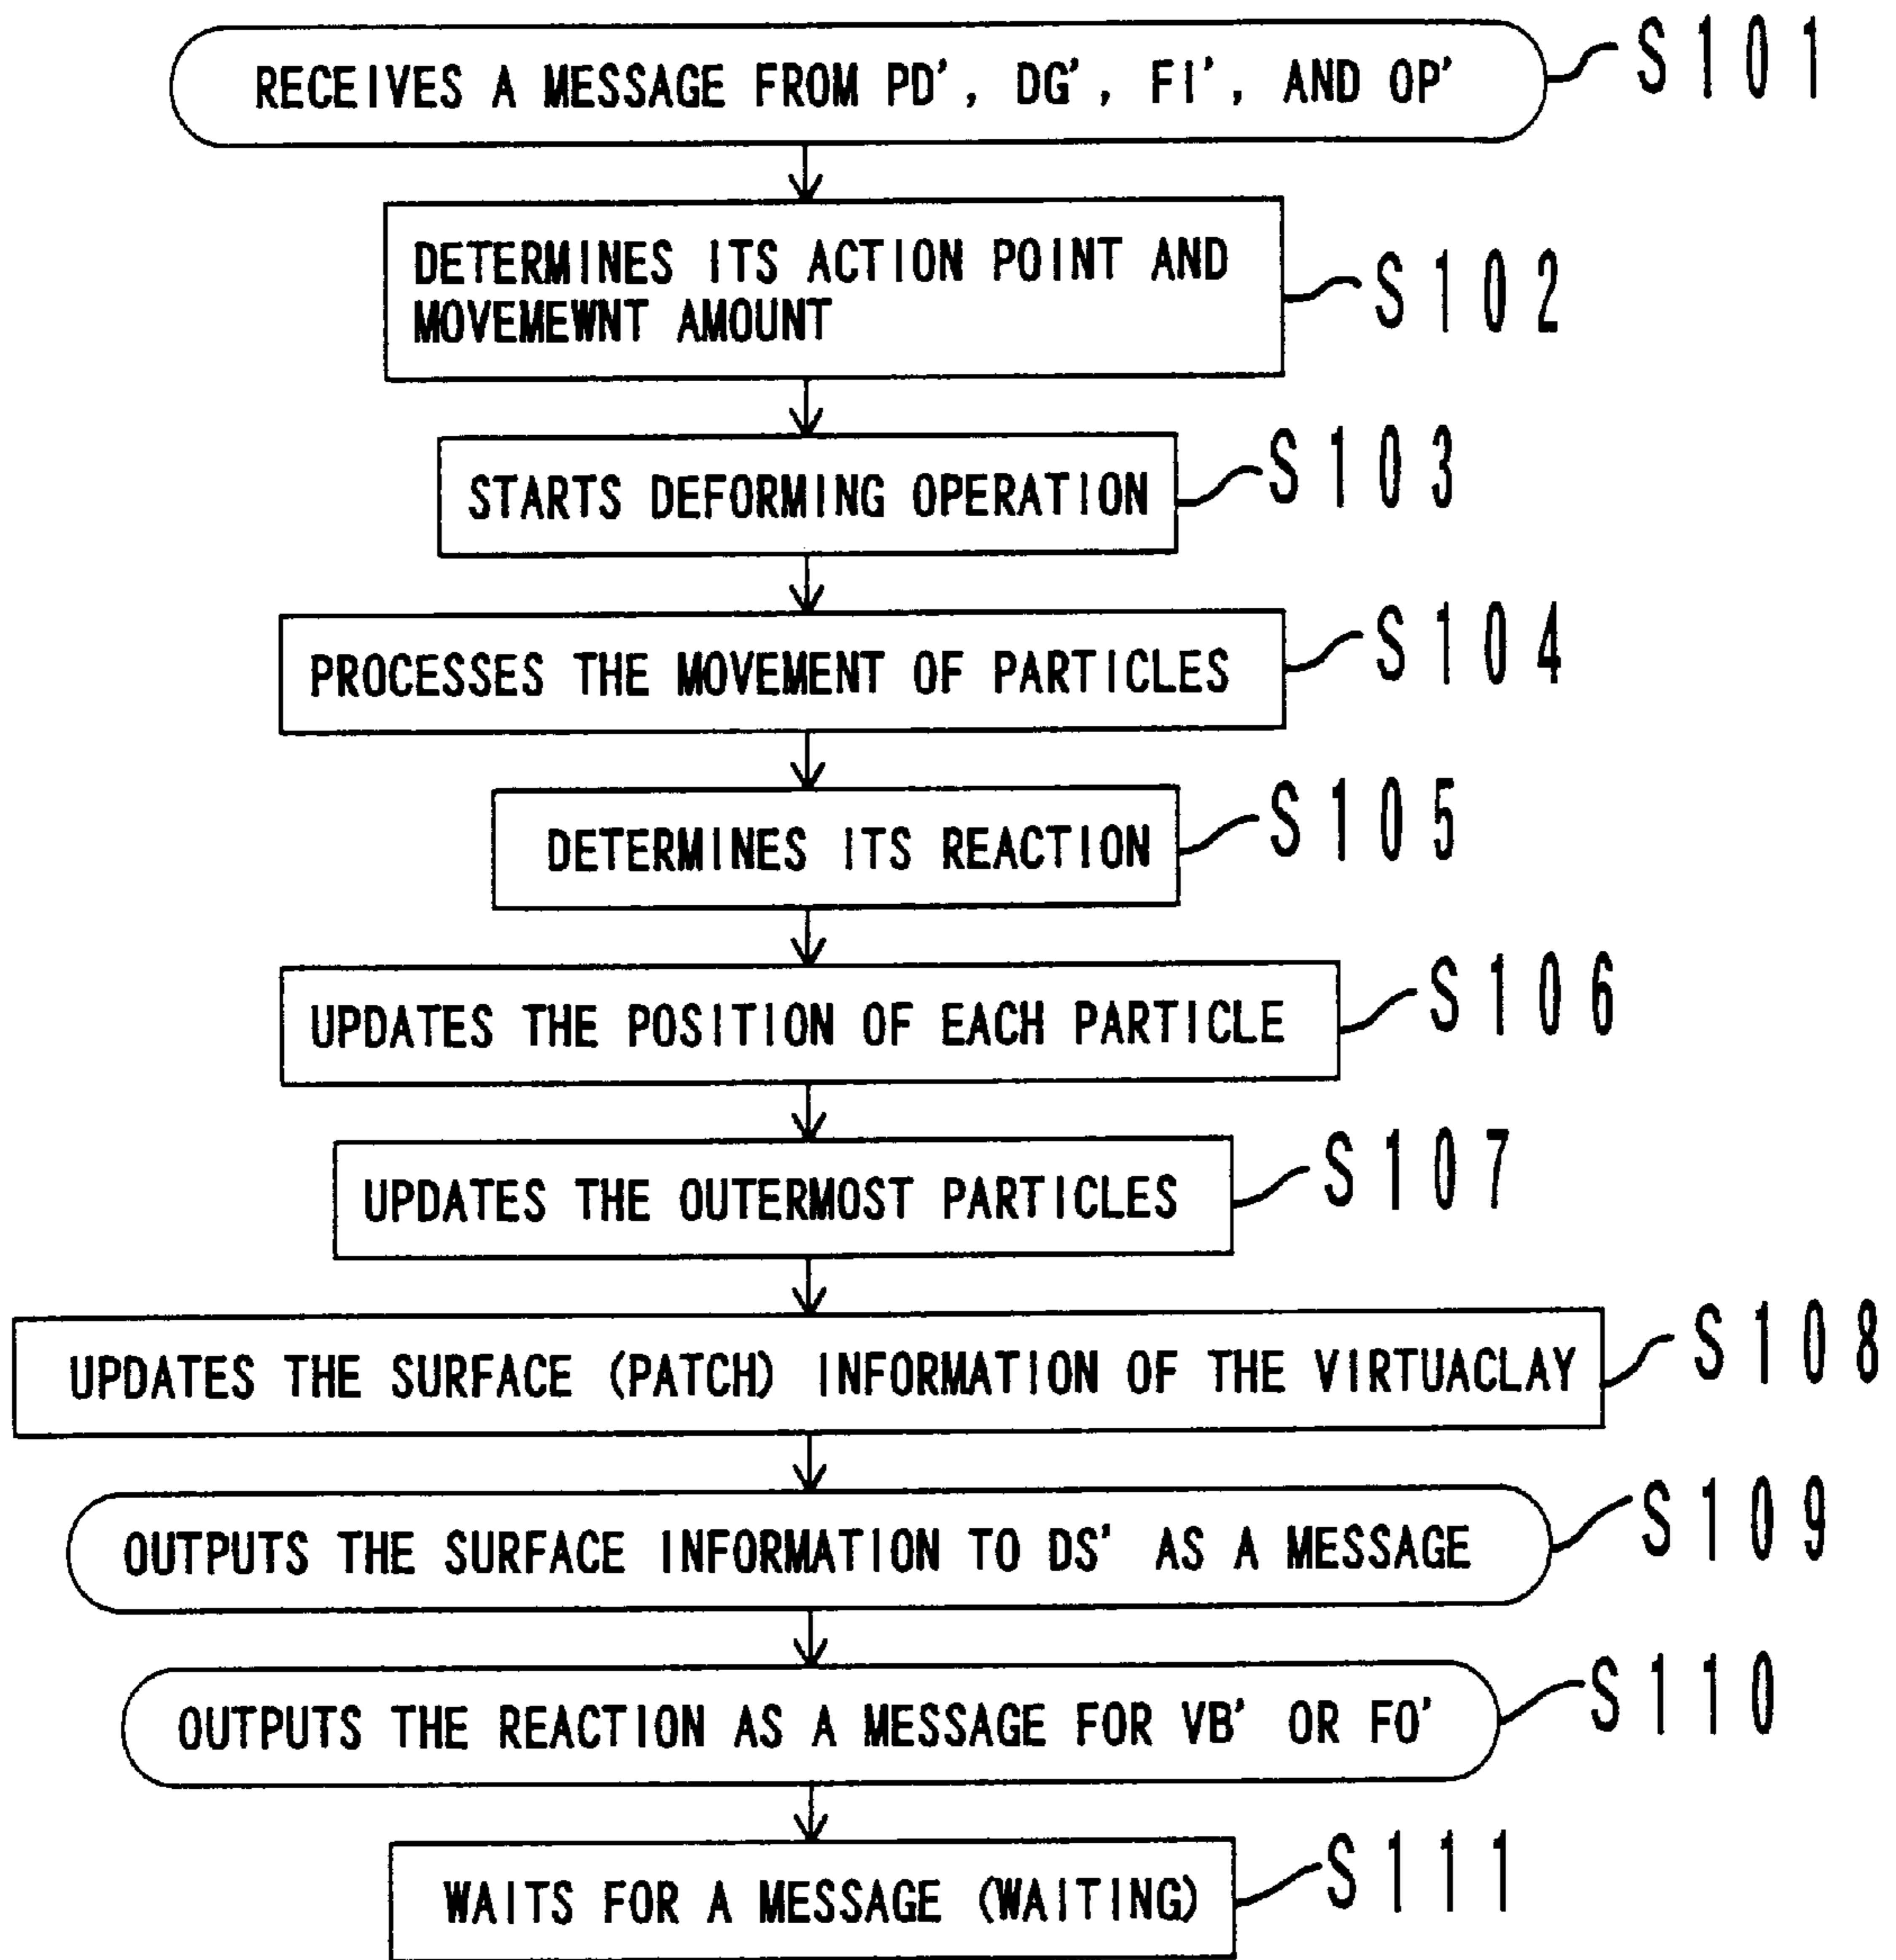 RECEIVES A MESSAGE FROM PD', DG', FI', AND OP'
S101
DETERMINES ITS ACTION POINT AND
MOVEMEWNT AMOUNT
S102
STARTS DEFORMING OPERATION
S103
PROCESSES THE MOVEMENT OF PARTICLES
S104
DETERMINES ITS REACTION
S105
UPDATES THE POSITION OF EACH PARTICLE
S106
UPDATES THE OUTERMOST PARTICLES
S107
UPDATES THE SURFACE (PATCH) INFORMATION OF THE VIRTUACLAY
S108
OUTPUTS THE SURFACE INFORMATION TO DS' AS A MESSAGE
S109
OUTPUTS THE REACTION AS A MESSAGE FOR VB' OR FO'
S110
WAITS FOR A MESSAGE (WAITING)
S111